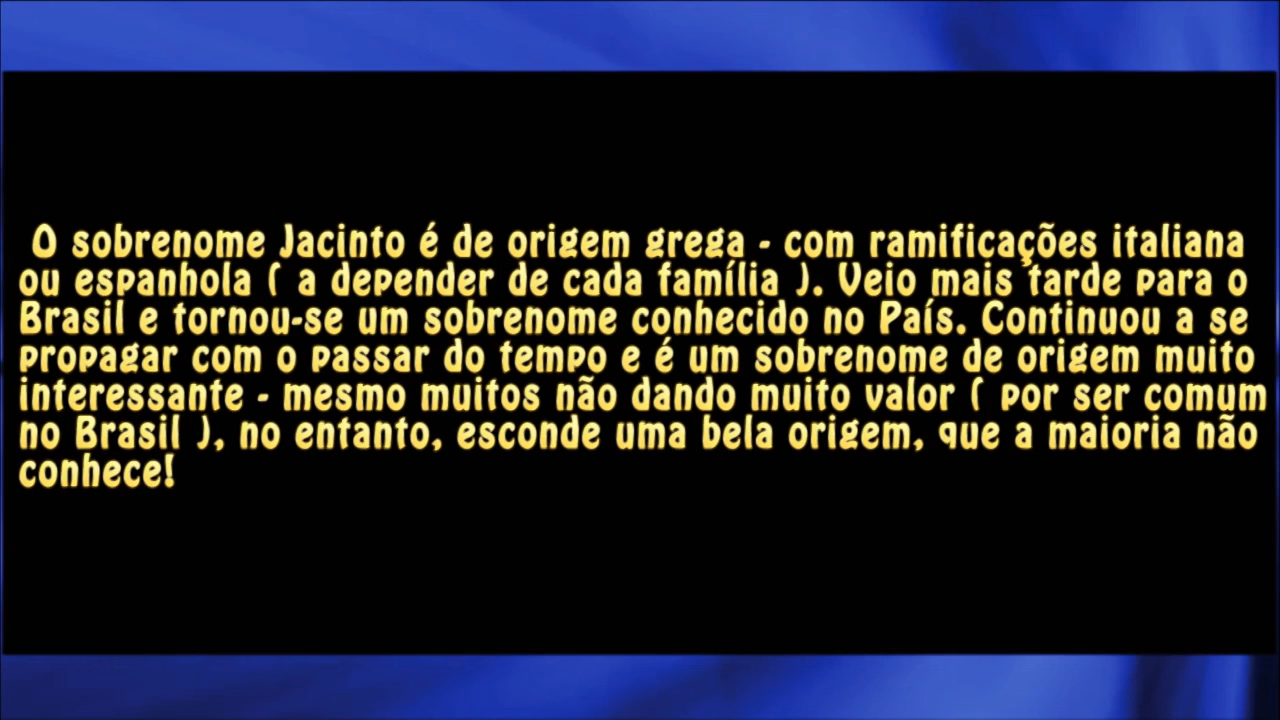 O sobrenome Jacinto é de origem grega - com ramificações italiana
ou espanhola ( a depender de cada família ). Veio mais tarde para o
Brasil e tornou-se um sobrenome conhecido no País. Continuou a se
propagar com o passar do tempo e é um sobrenome de origem muito
interessante - mesmo muitos não dando muito valor ( por ser comum
no Brasil ), no entanto, esconde uma bela origem, que a maioria não
conhece!